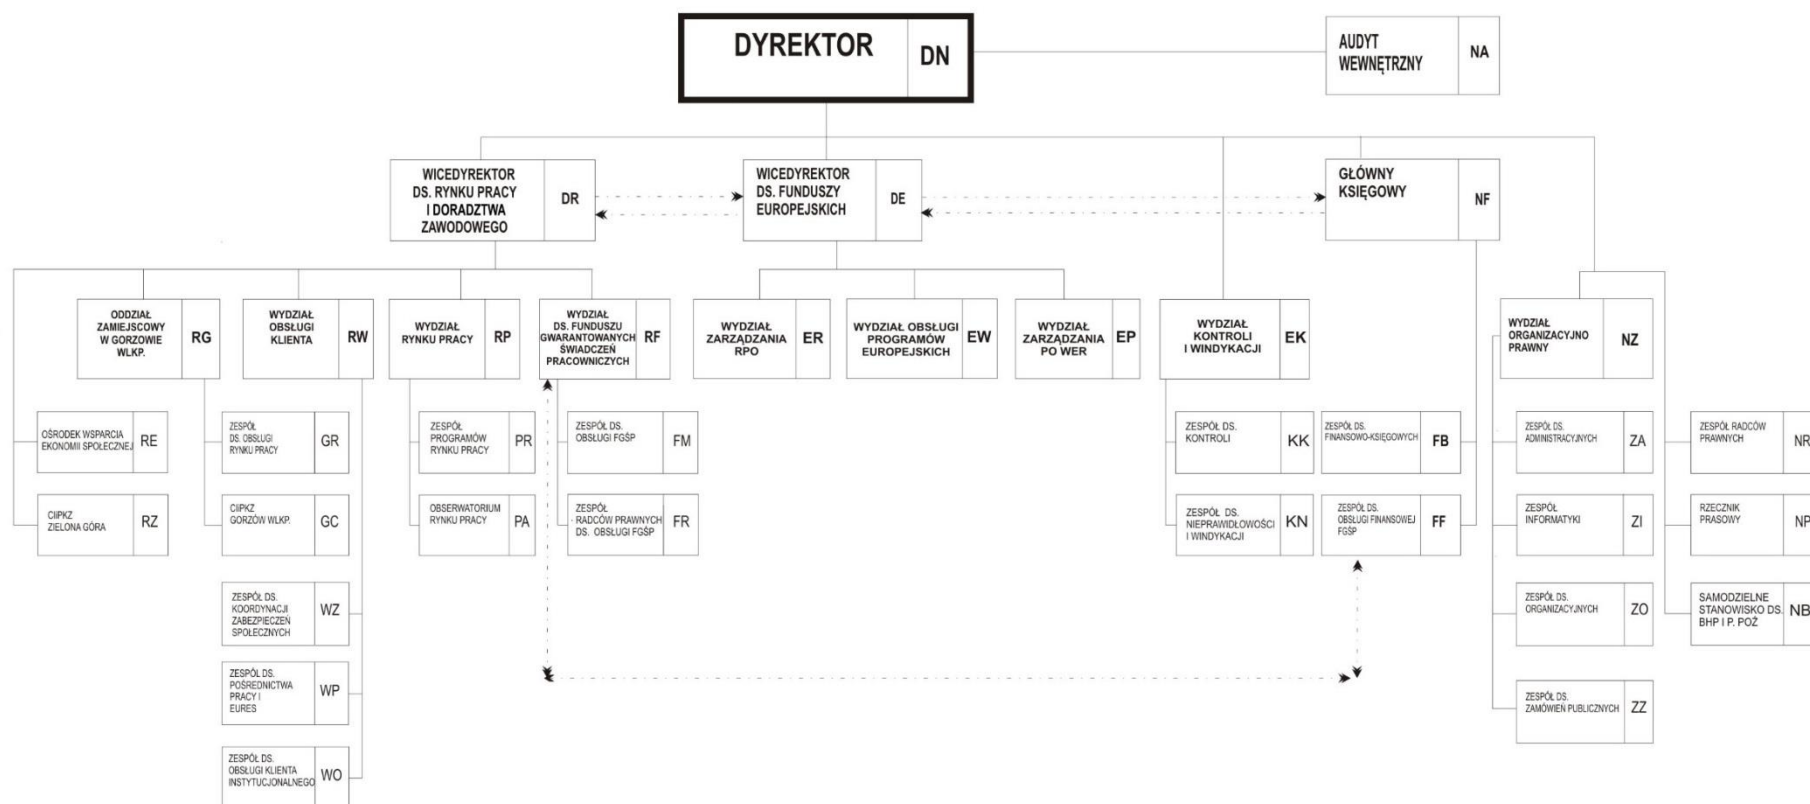 DYREKTOR
DN
AUDYT
WEWNĘTRZNY
NA
WICEDYREKTOR
DS. RYNKU PRACY
I DORADZTWA
ZAWODOWEGO
DR
WICEDYREKTOR
DS. FUNDUSZY
EUROPEJSKICH
DE
GŁÓWNY
KSIĘGOWY
NF
ODDZIAŁ
ZAMIEJSCOWY
W GORZOWIE
WLKP.
RG
WYDZIAŁ
OBSŁUGI
KLIENTA
RW
WYDZIAŁ
RYNKU PRACY
RP
WYDZIAŁ
DS. FUNDUSZU
GWARANTOWANYCH
ŚWIADCZEŃ
PRACOWNICZYCH
RF
WYDZIAŁ
ZARZĄDZANIA
RPO
ER
WYDZIAŁ OBSŁUGI
PROGRAMÓW
EUROPEJSKICH
EW
WYDZIAŁ
ZARZĄDZANIA
PO WER
EP
WYDZIAŁ
KONTROLI
I WINDYKACJI
EK
WYDZIAŁ
ORGANIZACYJNO
PRAWNY
NZ
OŚRODEK WSPARCIA
EKONOMII SPOŁECZNEJ
RE
ZESPÓŁ
DS. OBSŁUGI
RYNKU PRACY
GR
ZESPÓŁ
PROGRAMÓW
RYNKU PRACY
PR
ZESPÓŁ DS.
OBSŁUGI FGŚP
FM
ZESPÓŁ DS.
KONTROLI
KK
ZESPÓŁ DS.
FINANSOWO-KSIĘGOWYCH
FB
ZESPÓŁ DS.
ADMINISTRACYJNYCH
ZA
ZESPÓŁ RADCÓW
PRAWNYCH
NR
CIiPKZ
ZIELONA GÓRA
RZ
CIiPKZ
GORZÓW WLKP.
GC
OBSERWATORIUM
RYNKU PRACY
PA
ZESPÓŁ
RADCÓW PRAWNYCH
DS. OBSŁUGI FGŚP
FR
ZESPÓŁ DS.
NIEPRAWIDŁOWOŚCI
I WINDYKACJI
KN
ZESPÓŁ DS.
OBSŁUGI FINANSOWEJ
FGŚP
FF
ZESPÓŁ
INFORMATYKI
ZI
RZECZNIK
PRASOWY
NP
ZESPÓŁ DS.
KOORDYNACJI
ZABEZPIECZEŃ
SPOŁECZNYCH
WZ
ZESPÓŁ DS.
ORGANIZACYJNYCH
ZO
SAMODZIELNE
STANOWISKO DS.
BHP I P. POŻ
NB
ZESPÓŁ DS.
POŚREDNICTWA
PRACY I
EURES
WP
ZESPÓŁ DS.
ZAMÓWIEŃ PUBLICZNYCH
ZZ
ZESPÓŁ DS.
OBSŁUGI KLIENTA
INSTYTUCJONALNEGO
WO